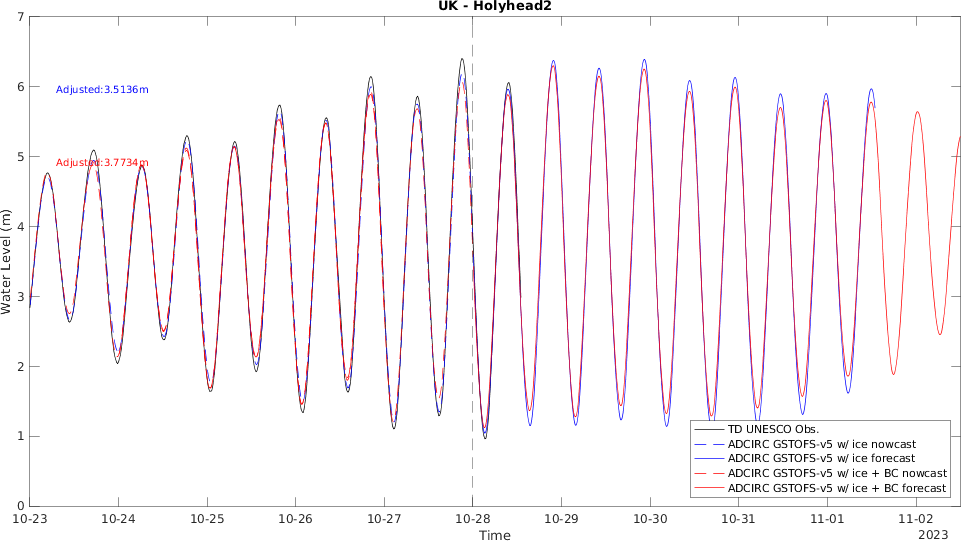 UK - Holyhead2
7
6
5
4
3
2
1
0
Water Level (m)
Adjusted:3.5136m
Adjusted:3.7734m
TD UNESCO Obs.
ADCIRC GSTOFS-v5 w/ ice nowcast
ADCIRC GSTOFS-v5 w/ ice forecast
ADCIRC GSTOFS-v5 w/ ice + BC nowcast
ADCIRC GSTOFS-v5 w/ ice + BC forecast
10-23 10-24 10-25 10-26 10-27 10-28 10-29 10-30 10-31 11-01 11-02
Time
2023